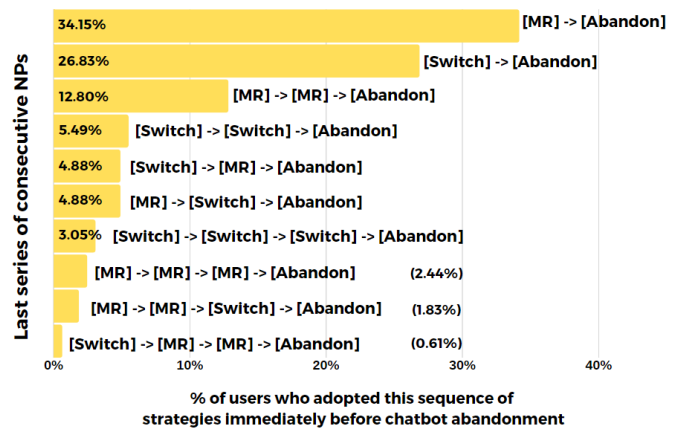 Last series of consecutive NPs
34.15% [MR] -> [Abandon]
26.83% [Switch] -> [Abandon]
12.80% [MR] -> [MR] -> [Abandon]
5.49% [Switch] -> [Switch] -> [Abandon]
4.88% [Switch] -> [MR] -> [Abandon]
4.88% [MR] -> [Switch] -> [Abandon]
3.05% [Switch] -> [Switch] -> [Switch] -> [Abandon]
[MR] -> [MR] -> [MR] -> [Abandon] (2.44%)
[MR] -> [MR] -> [Switch] -> [Abandon] (1.83%)
[Switch] -> [MR] -> [MR] -> [Abandon] (0.61%)
0% 10% 20% 30% 40%
% of users who adopted this sequence of
strategies immediately before chatbot abandonment